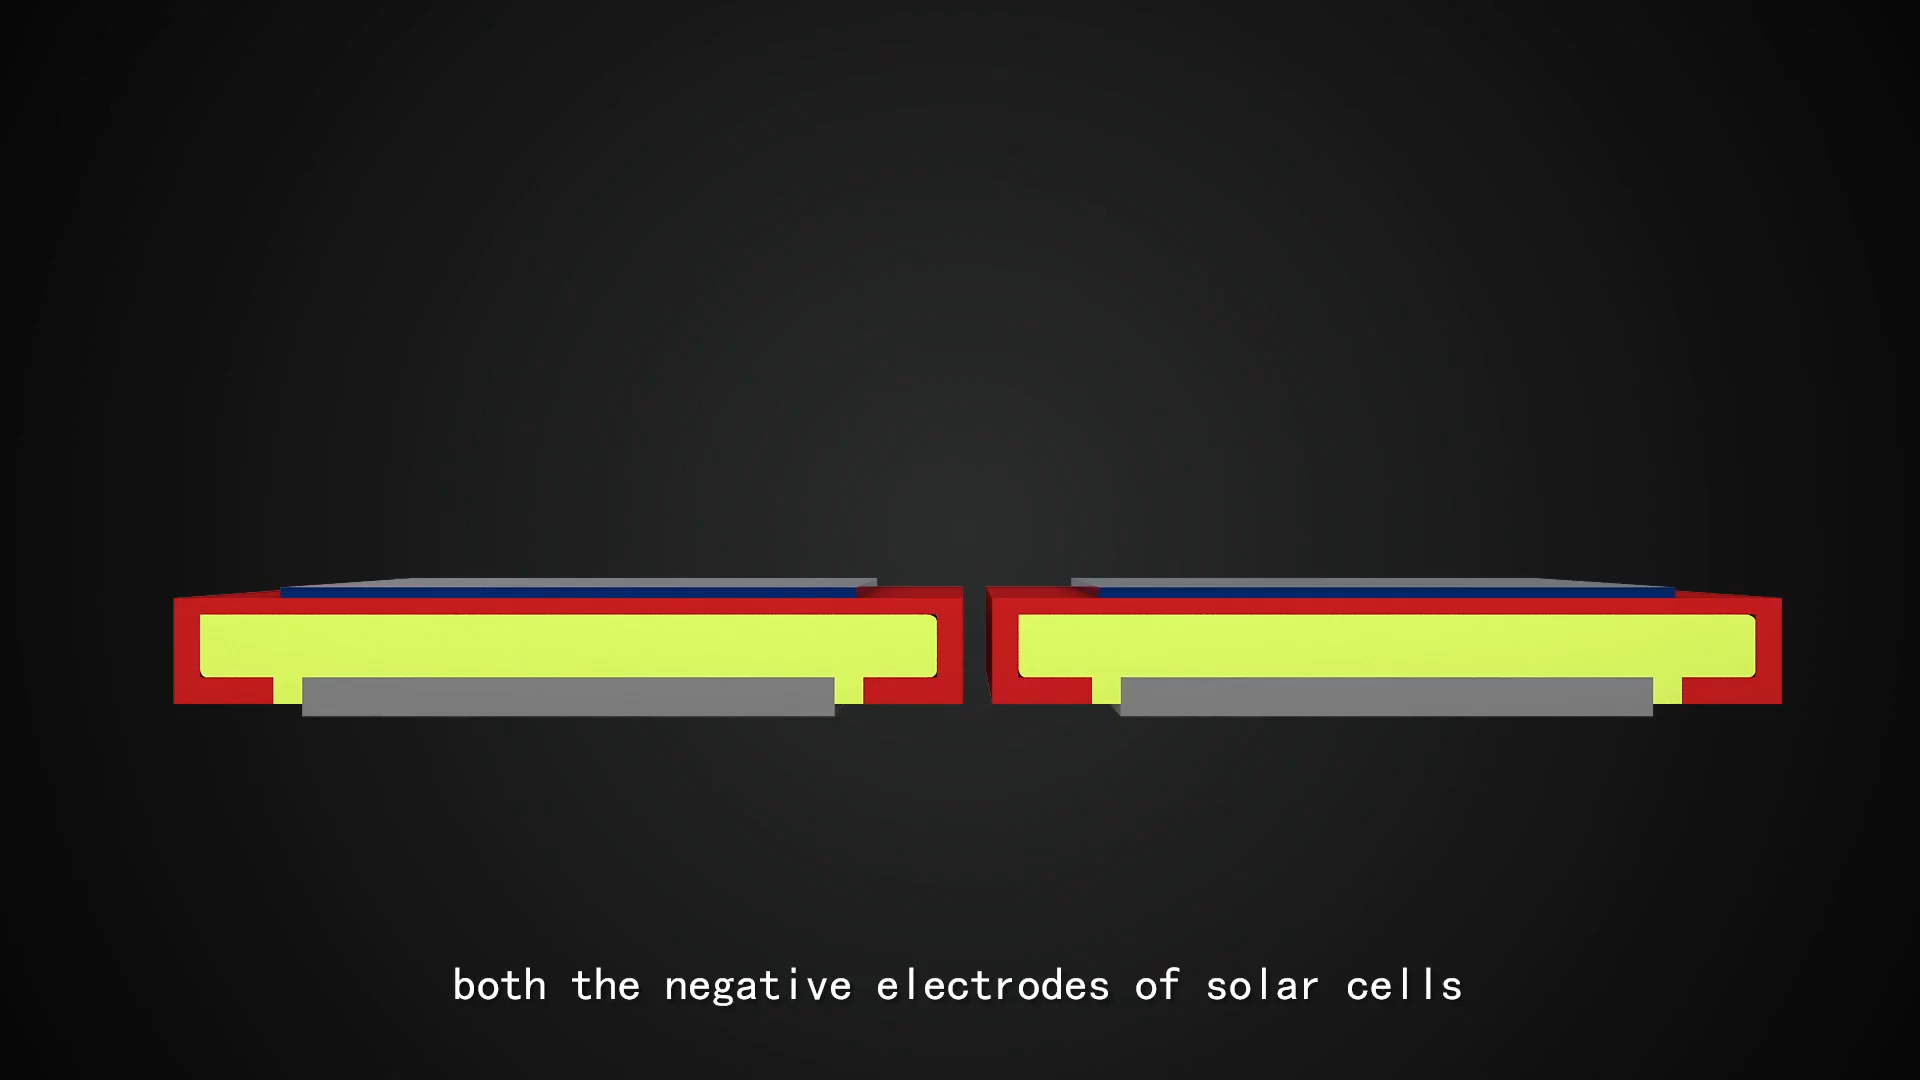 both the negative electrodes of solar cells